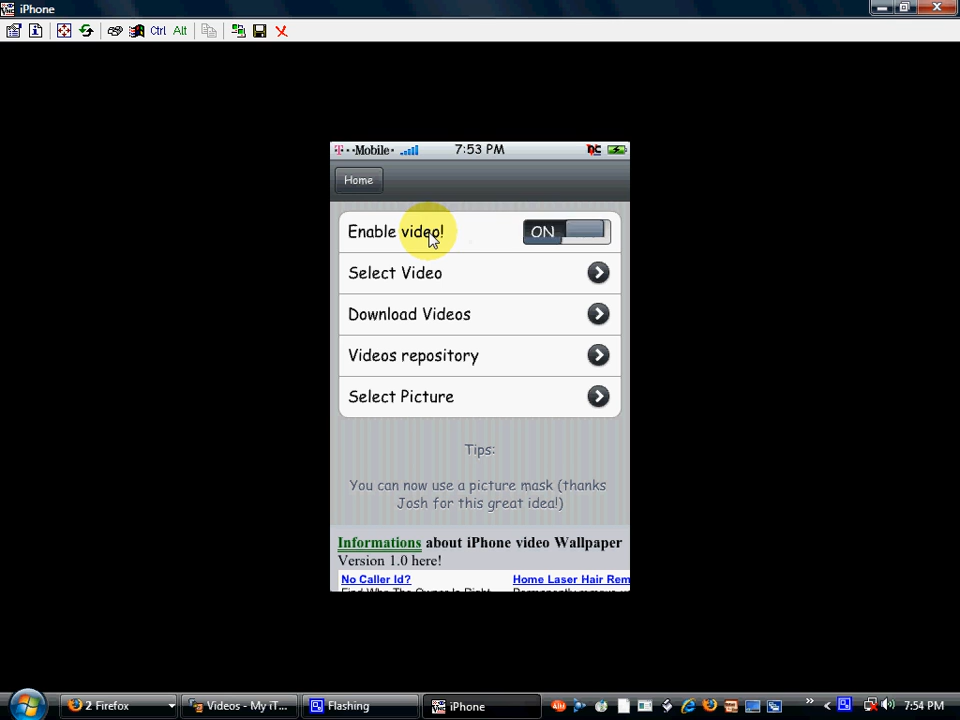 iPhone
Ctrl Alt
T··Mobile· 7:53 PM
Home
Enable video! ON
Select Video
Download Videos
Videos repository
Select Picture
Tips:
You can now use a picture mask (thanks
Josh for this great idea!)
Informations about iPhone video Wallpaper
Version 1.0 here!
No Caller Id? Home Laser Hair Rem
2 Firefox Videos - My iT... Flashing iPhone 7:54 PM